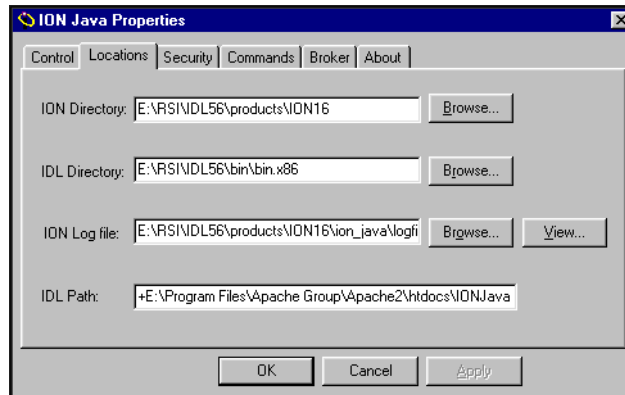 ION Java Properties
Control Locations Security Commands Broker About
ION Directory: E:\RSI\IDL56\products\ION16 Browse...
IDL Directory: E:\RSI\IDL56\bin\bin.x86 Browse...
ION Log file: E:\RSI\IDL56\products\ION16\ion_java\logfi Browse... View...
IDL Path: +E:\Program Files\Apache Group\Apache2\htdocs\IONJava
OK Cancel Apply